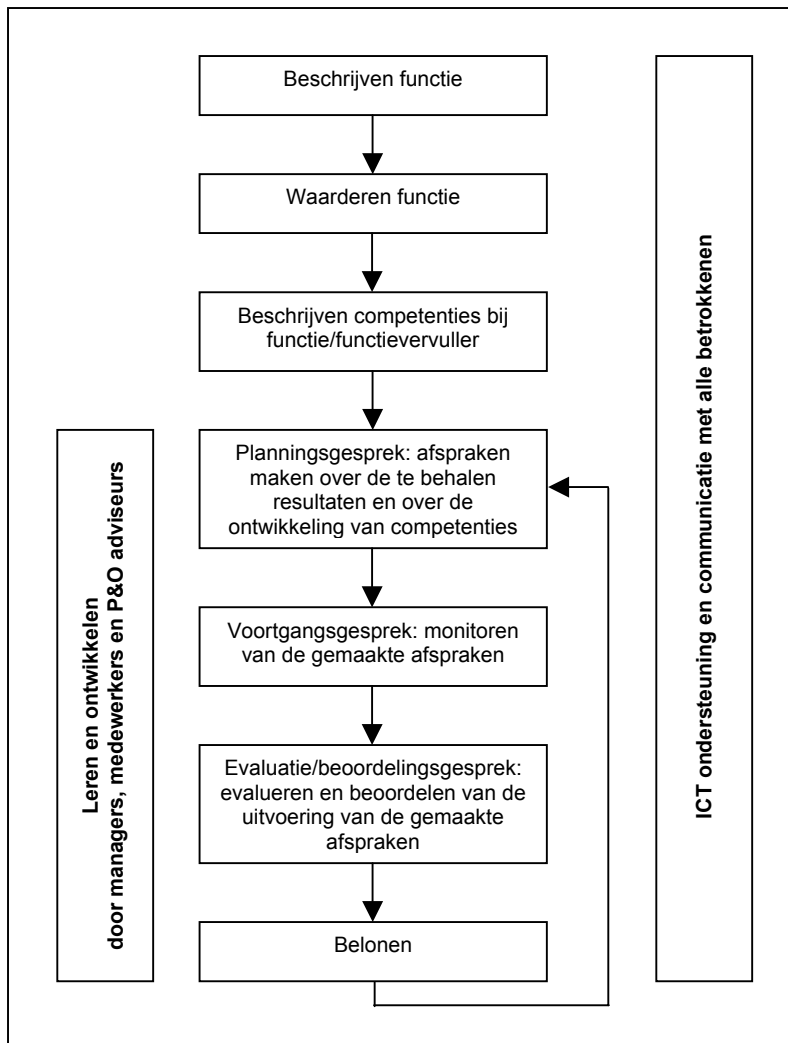 Beschrijven functie
Waarderen functie
Beschrijven competenties bij
functie/functievervuller
Planningsgesprek: afspraken
maken over de te behalen
resultaten en over de
ontwikkeling van competenties
Voortgangsgesprek: monitoren
van de gemaakte afspraken
Evaluatie/beoordelingsgesprek:
evalueren en beoordelen van de
uitvoering van de gemaakte
afspraken
Belonen
Leren en ontwikkelen
door managers, medewerkers en P&O adviseurs
ICT ondersteuning en communicatie met alle betrokkenen